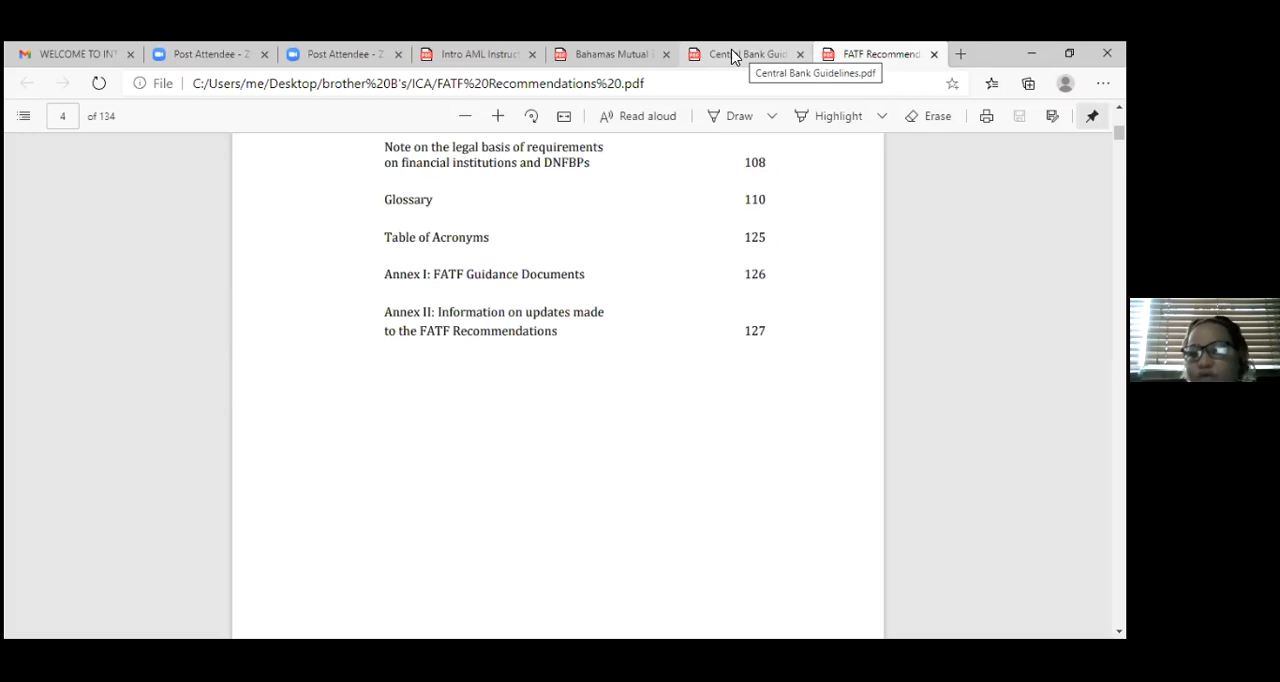 WELCOME TO INT
Post Attendee - Z
Post Attendee - Z
Intro AML Instruc
Bahamas Mutual
Central Bank Guid
FATF Recommend
Central Bank Guidelines.pdf
File
C:/Users/me/Desktop/brother%20B's/ICA/FATF%20Recommendations%20.pdf
4 of 134
Read aloud
Draw
Highlight
Erase
Note on the legal basis of requirements
on financial institutions and DNFBPs 108
Glossary 110
Table of Acronyms 125
Annex I: FATF Guidance Documents 126
Annex II: Information on updates made
to the FATF Recommendations 127